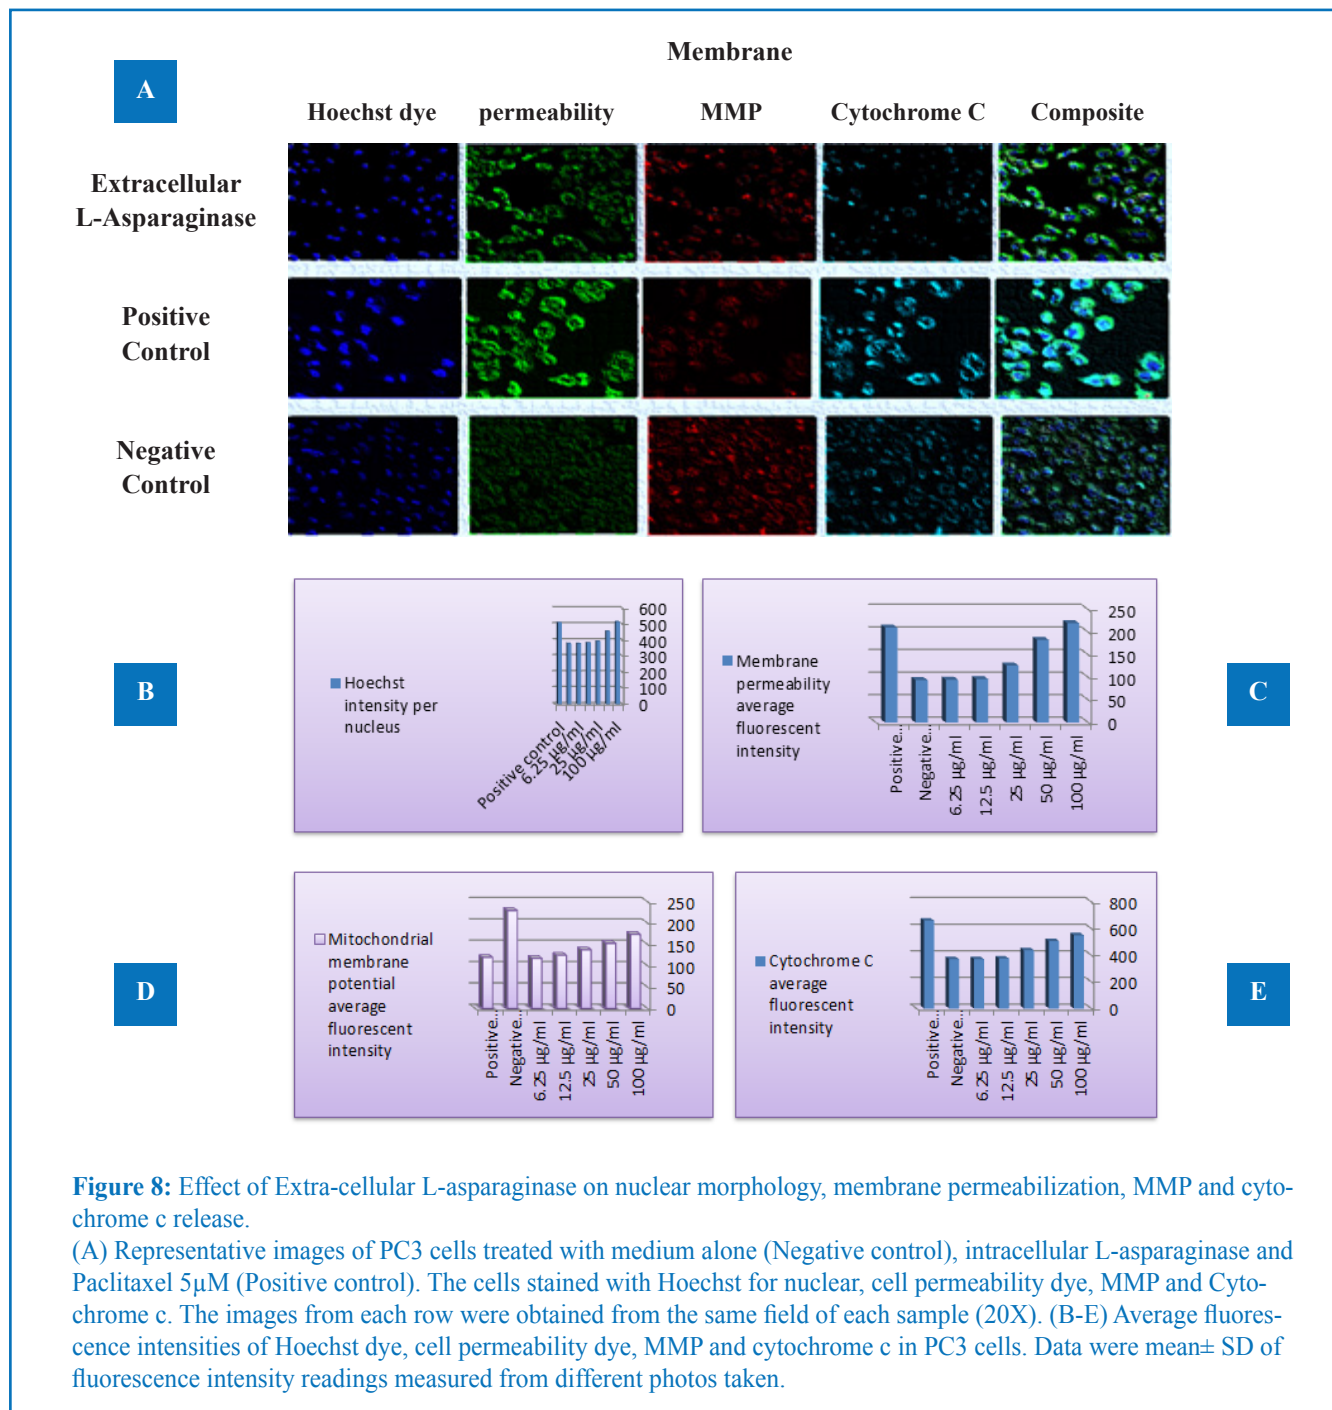 A
Membrane
Hoechst dye permeability MMP Cytochrome C Composite
Extracellular
L-Asparaginase
Positive
Control
Negative
Control
B
Hoechst
intensity per
nucleus
600
500
400
300
200
100
0
Positive control
6.25 µg/ml
25 µg/ml
100 µg/ml
C
Membrane
permeability
average
fluorescent
intensity
250
200
150
100
50
0
Positive...
Negative...
6.25 µg/ml
12.5 µg/ml
25 µg/ml
50 µg/ml
100 µg/ml
D
Mitochondrial
membrane
potential
average
fluorescent
intensity
250
200
150
100
50
0
Positive...
Negative...
6.25 µg/ml
12.5 µg/ml
25 µg/ml
50 µg/ml
100 µg/ml
E
Cytochrome C
average
fluorescent
intensity
800
600
400
200
0
Positive...
Negative...
6.25 µg/ml
12.5 µg/ml
25 µg/ml
50 µg/ml
100 µg/ml
Figure 8: Effect of Extra-cellular L-asparaginase on nuclear morphology, membrane permeabilization, MMP and cyto-
chrome c release.
(A) Representative images of PC3 cells treated with medium alone (Negative control), intracellular L-asparaginase and
Paclitaxel 5µM (Positive control). The cells stained with Hoechst for nuclear, cell permeability dye, MMP and Cyto-
chrome c. The images from each row were obtained from the same field of each sample (20X). (B-E) Average fluores-
cence intensities of Hoechst dye, cell permeability dye, MMP and cytochrome c in PC3 cells. Data were mean± SD of
fluorescence intensity readings measured from different photos taken.